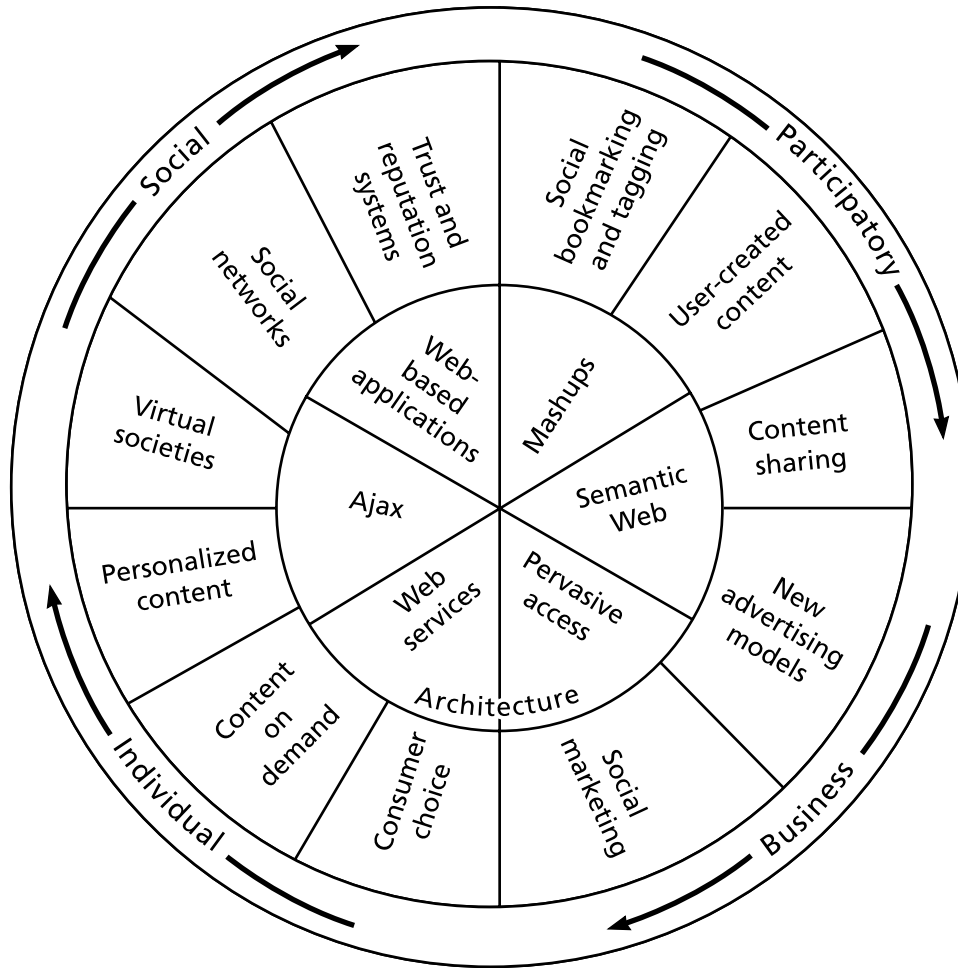 Social
Participatory
Business
Individual
Trust and
reputation
systems
Social
bookmarking
and tagging
User-created
content
Content
sharing
New
advertising
models
Social
marketing
Consumer
choice
Content
on
demand
Personalized
content
Virtual
societies
Social
networks
Web-
based
applications
Mashups
Semantic
Web
Pervasive
access
Web
services
Ajax
Architecture